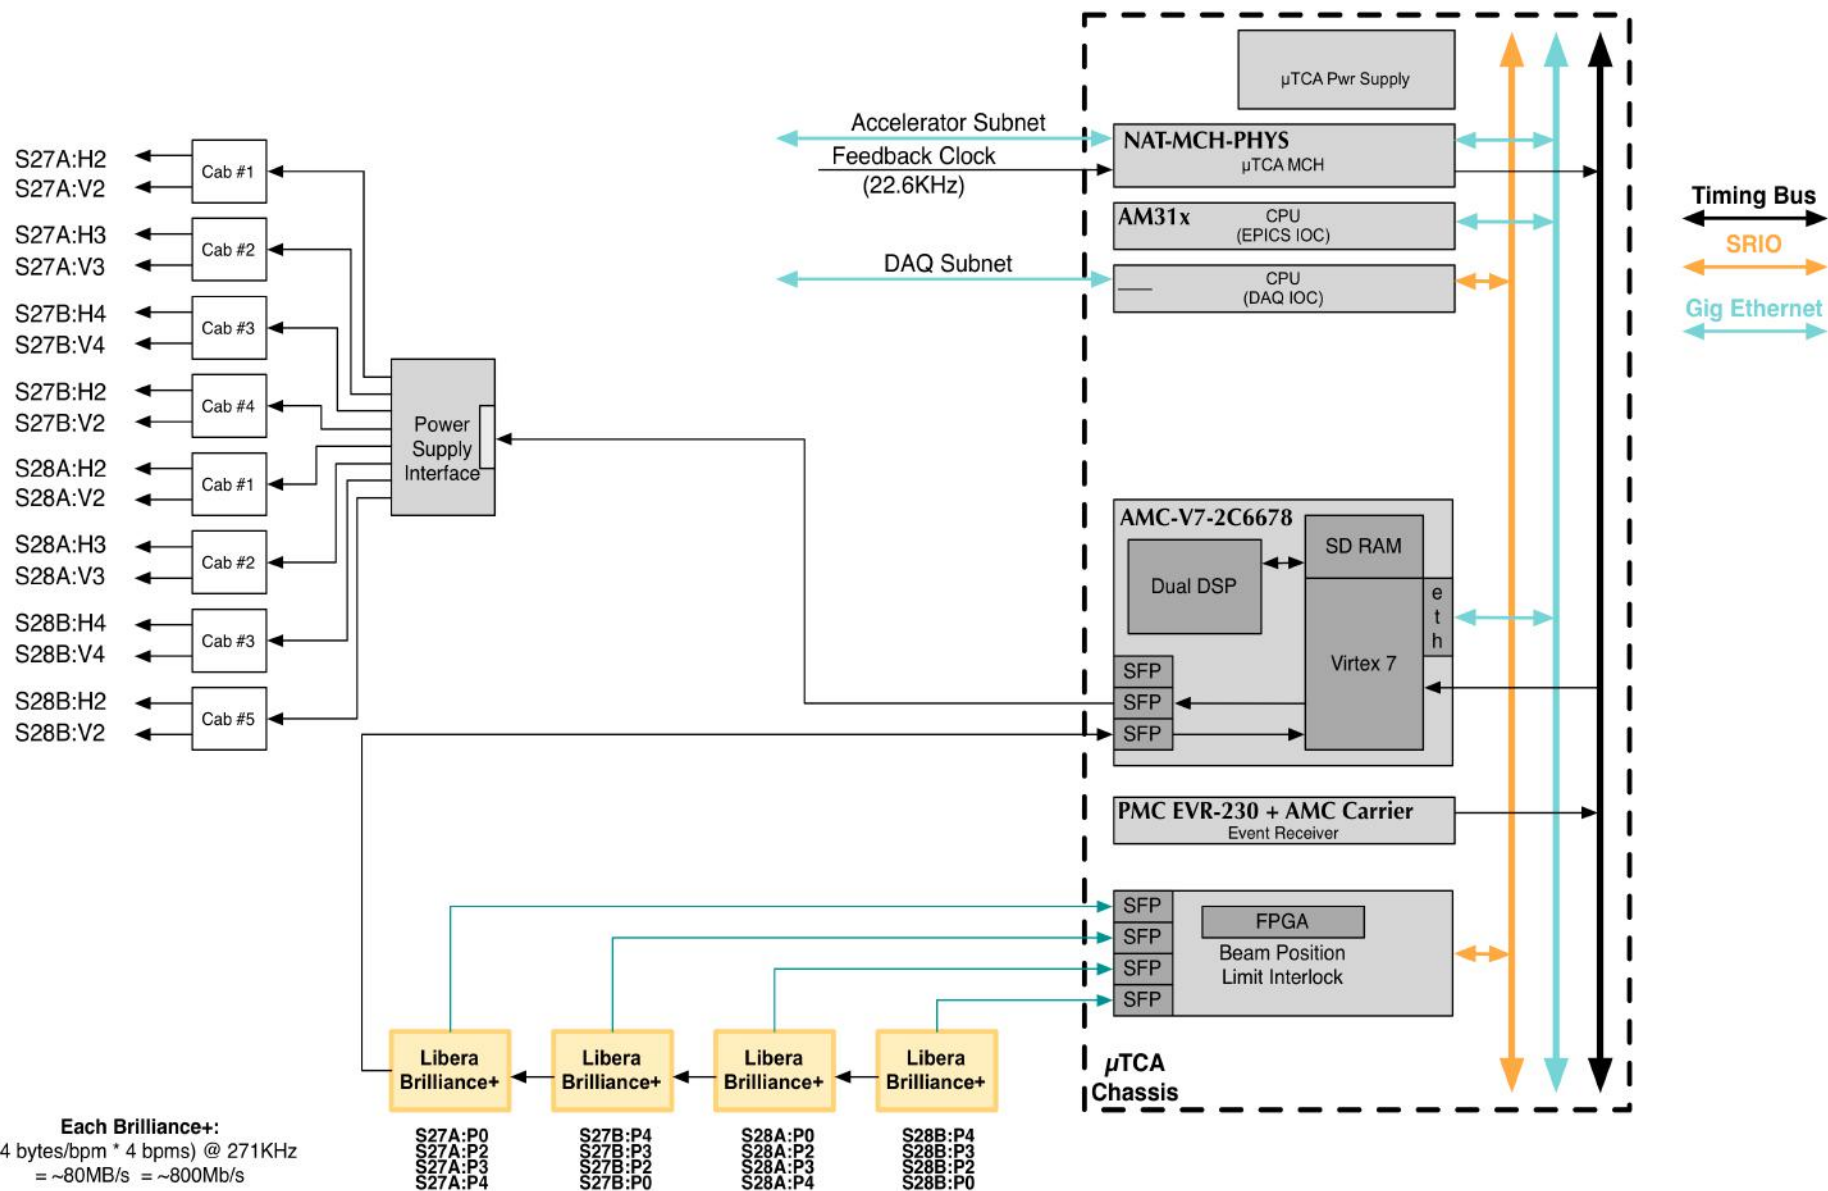 µTCA Pwr Supply
Accelerator Subnet
Feedback Clock
(22.6KHz)
NAT-MCH-PHYS
µTCA MCH
AM31x
CPU
(EPICS IOC)
DAQ Subnet
CPU
(DAQ IOC)
Timing Bus
SRIO
Gig Ethernet
S27A:H2
S27A:V2
Cab #1
S27A:H3
S27A:V3
Cab #2
S27B:H4
S27B:V4
Cab #3
S27B:H2
S27B:V2
Cab #4
S28A:H2
S28A:V2
Cab #1
S28A:H3
S28A:V3
Cab #2
S28B:H4
S28B:V4
Cab #3
S28B:H2
S28B:V2
Cab #5
Power
Supply
Interface
AMC-V7-2C6678
Dual DSP
SD RAM
Virtex 7
e
t
h
SFP
SFP
SFP
PMC EVR-230 + AMC Carrier
Event Receiver
SFP
SFP
SFP
SFP
FPGA
Beam Position
Limit Interlock
µTCA
Chassis
Libera
Brilliance+
Libera
Brilliance+
Libera
Brilliance+
Libera
Brilliance+
S27A:P0
S27A:P2
S27A:P3
S27A:P4
S27B:P4
S27B:P3
S27B:P2
S27B:P0
S28A:P0
S28A:P2
S28A:P3
S28A:P4
S28B:P4
S28B:P3
S28B:P2
S28B:P0
Each Brilliance+:
4 bytes/bpm * 4 bpms) @ 271KHz
= ~80MB/s = ~800Mb/s